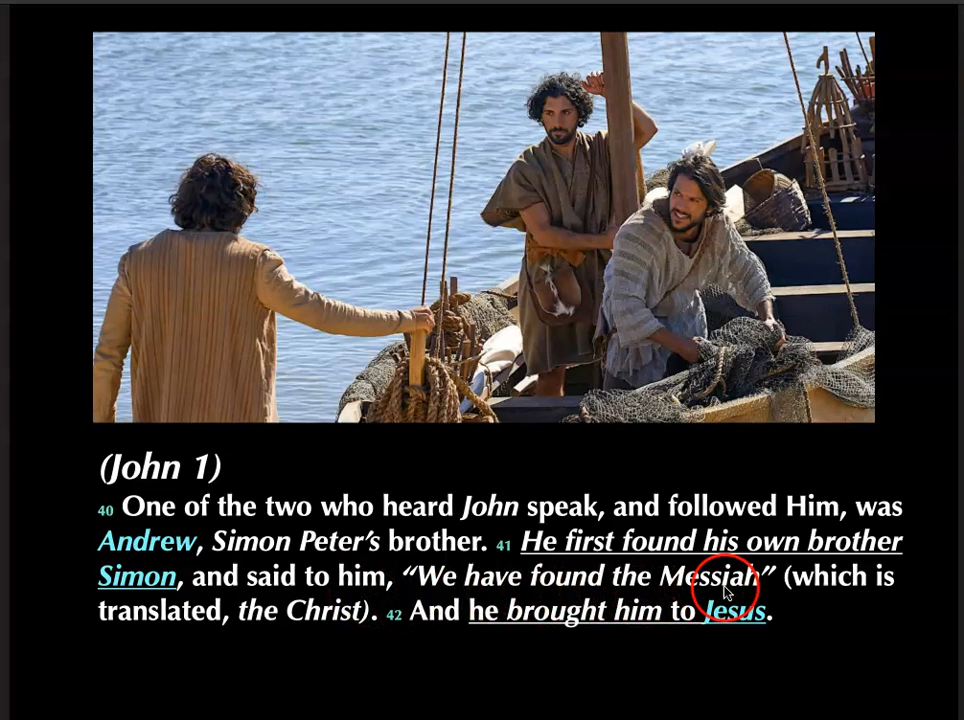 (John 1)
40 One of the two who heard John speak, and followed Him, was
Andrew, Simon Peter’s brother. 41 He first found his own brother
Simon, and said to him, “We have found the Messiah” (which is
translated, the Christ). 42 And he brought him to Jesus.